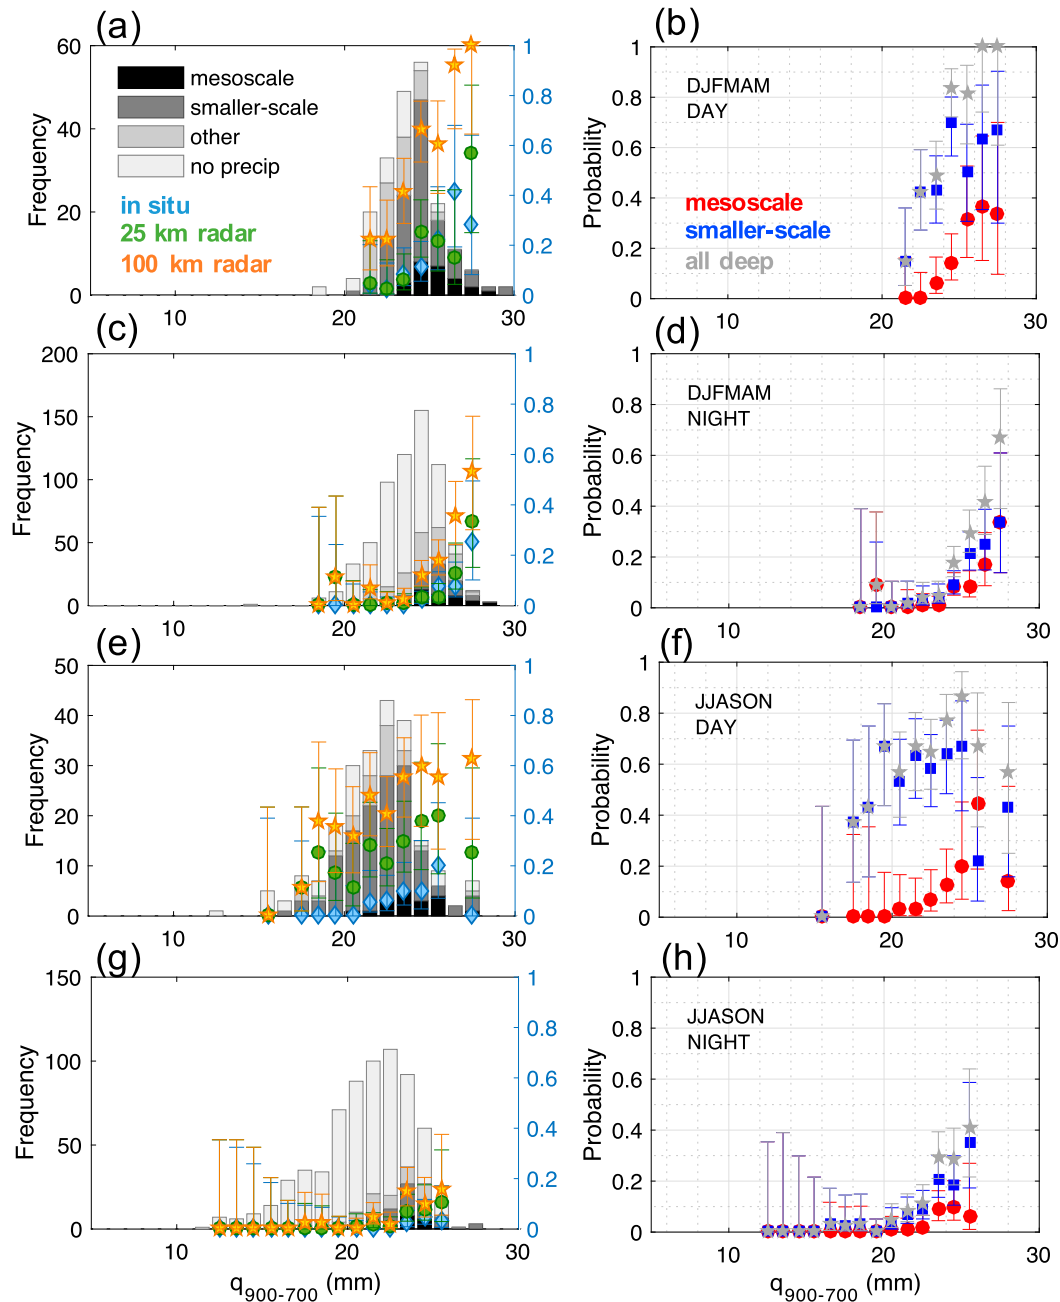 (a)
Frequency
60
40
20
0
10
20
30
1
0.8
0.6
0.4
0.2
0
mesoscale
smaller-scale
other
no precip
in situ
25 km radar
100 km radar
(b)
Probability
1
0.8
0.6
0.4
0.2
0
10
20
30
DJFMAM
DAY
mesoscale
smaller-scale
all deep
(c)
Frequency
200
150
100
50
0
10
20
30
1
0.8
0.6
0.4
0.2
0
(d)
Probability
1
0.8
0.6
0.4
0.2
0
10
20
30
DJFMAM
NIGHT
(e)
Frequency
50
40
30
20
10
0
10
20
30
1
0.8
0.6
0.4
0.2
0
(f)
Probability
1
0.8
0.6
0.4
0.2
0
10
20
30
JJASON
DAY
(g)
Frequency
150
100
50
0
10
20
30
1
0.8
0.6
0.4
0.2
0
q900-700 (mm)
(h)
Probability
1
0.8
0.6
0.4
0.2
0
10
20
30
JJASON
NIGHT
q900-700 (mm)